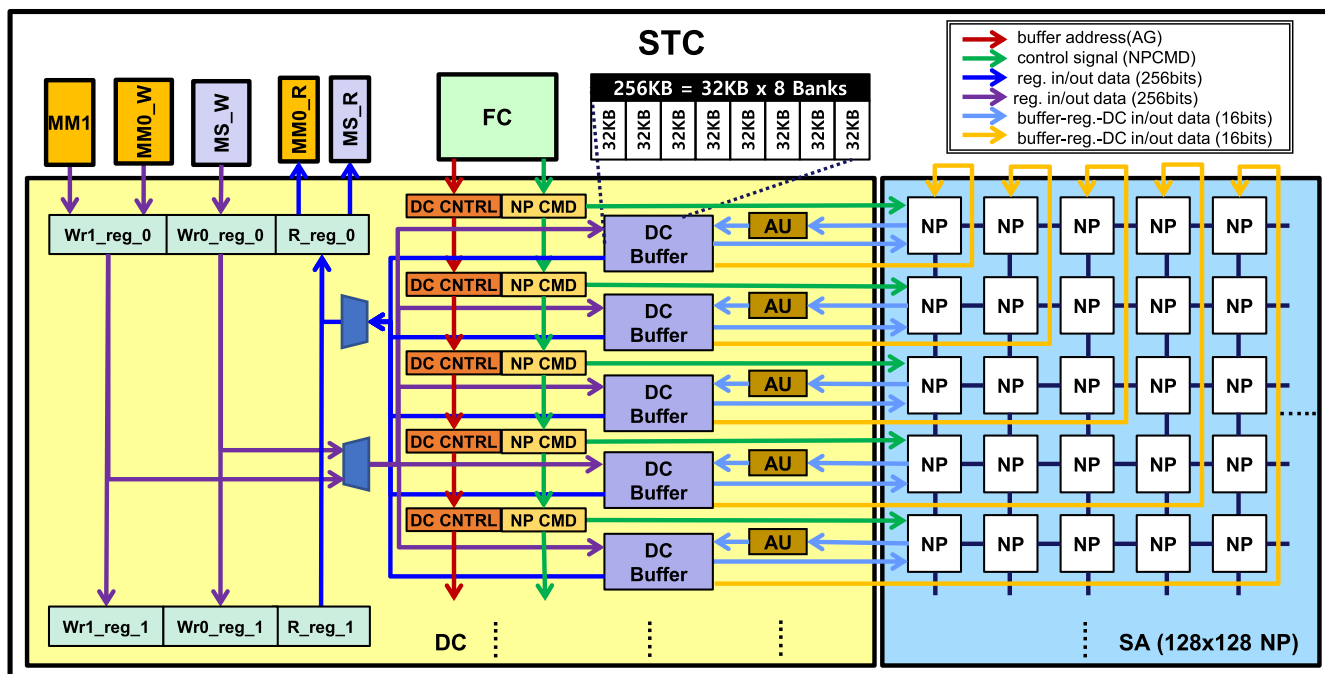 STC
buffer address(AG)
control signal (NPCMD)
reg. in/out data (256bits)
reg. in/out data (256bits)
buffer-reg.-DC in/out data (16bits)
buffer-reg.-DC in/out data (16bits)
MM1
MM0_W
MS_W
MM0_R
MS_R
FC
256KB = 32KB x 8 Banks
32KB
32KB
32KB
32KB
32KB
32KB
32KB
32KB
Wr1_reg_0
Wr0_reg_0
R_reg_0
DC CNTRL
NP CMD
DC
Buffer
AU
NP
NP
NP
NP
NP
DC CNTRL
NP CMD
DC
Buffer
AU
NP
NP
NP
NP
NP
DC CNTRL
NP CMD
DC
Buffer
AU
NP
NP
NP
NP
NP
DC CNTRL
NP CMD
DC
Buffer
AU
NP
NP
NP
NP
NP
DC CNTRL
NP CMD
DC
Buffer
AU
NP
NP
NP
NP
NP
Wr1_reg_1
Wr0_reg_1
R_reg_1
DC
SA (128x128 NP)